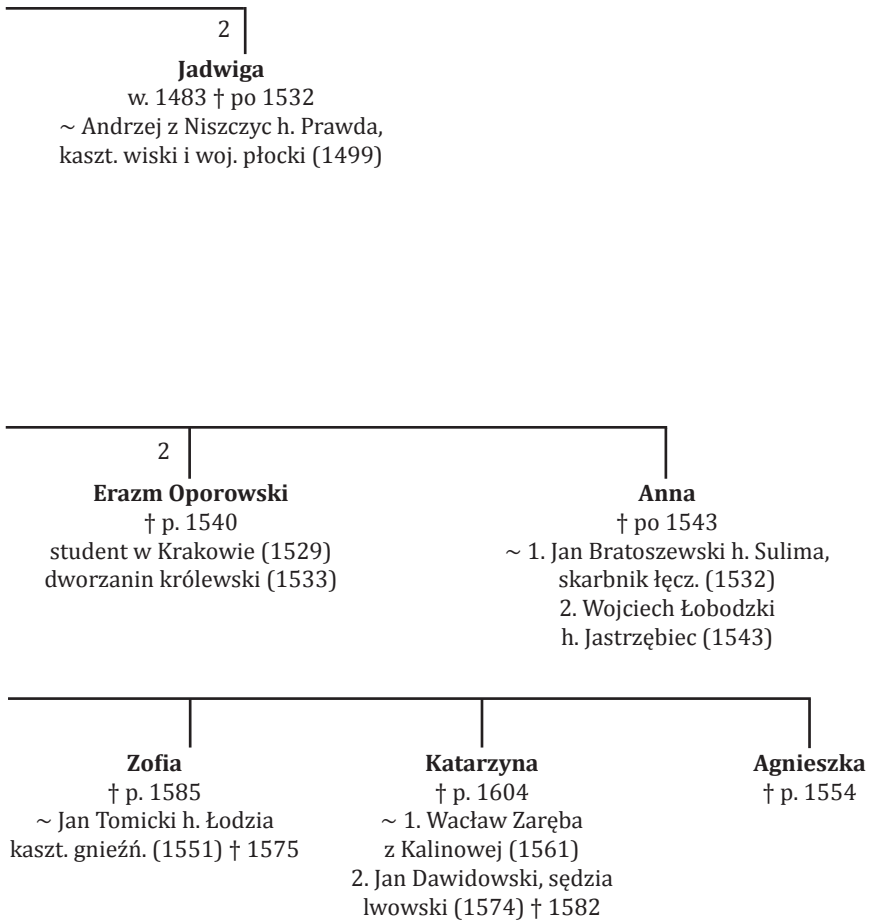 2
Jadwiga
w. 1483 † po 1532
~ Andrzej z Niszczyc h. Prawda,
kaszt. wiski i woj. płocki (1499)
2
Erazm Oporowski
† p. 1540
student w Krakowie (1529)
dworzanin królewski (1533)
Anna
† po 1543
~ 1. Jan Bratoszewski h. Sulima,
skarbnik łęcz. (1532)
2. Wojciech Łobodzki
h. Jastrzębiec (1543)
Zofia
† p. 1585
~ Jan Tomicki h. Łodzia
kaszt. gnieźń. (1551) † 1575
Katarzyna
† p. 1604
~ 1. Wacław Zaręba
z Kalinowej (1561)
2. Jan Dawidowski, sędzia
lwowski (1574) † 1582
Agnieszka
† p. 1554